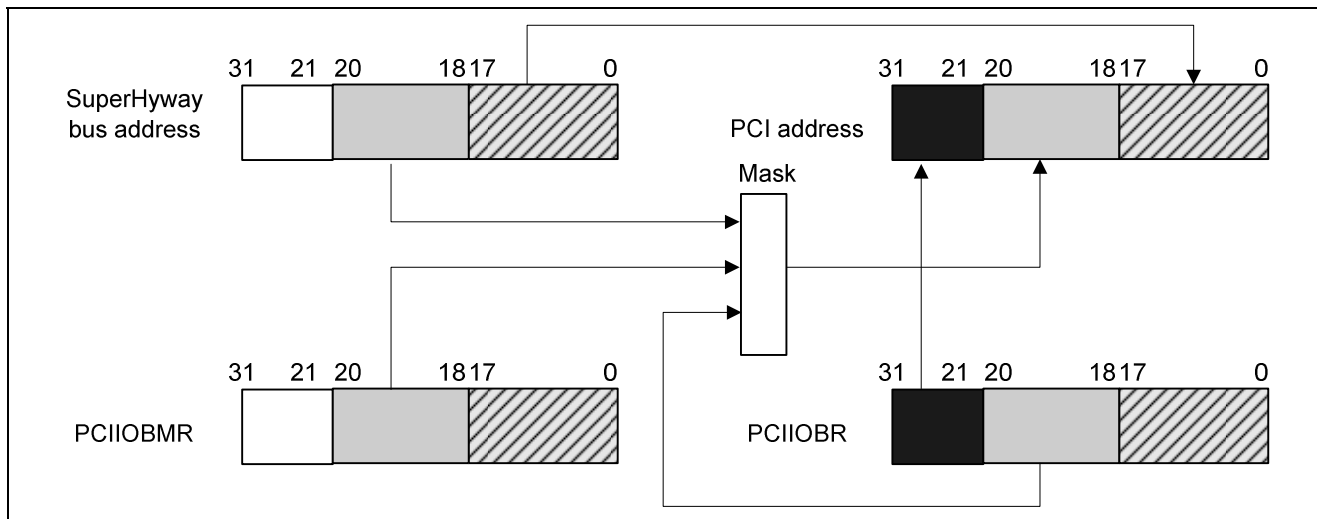 31 21 20 18 17 0
SuperHyway
bus address
31 21 20 18 17 0
PCI address
Mask
31 21 20 18 17 0
PCIIOBMR
31 21 20 18 17 0
PCIIOBR